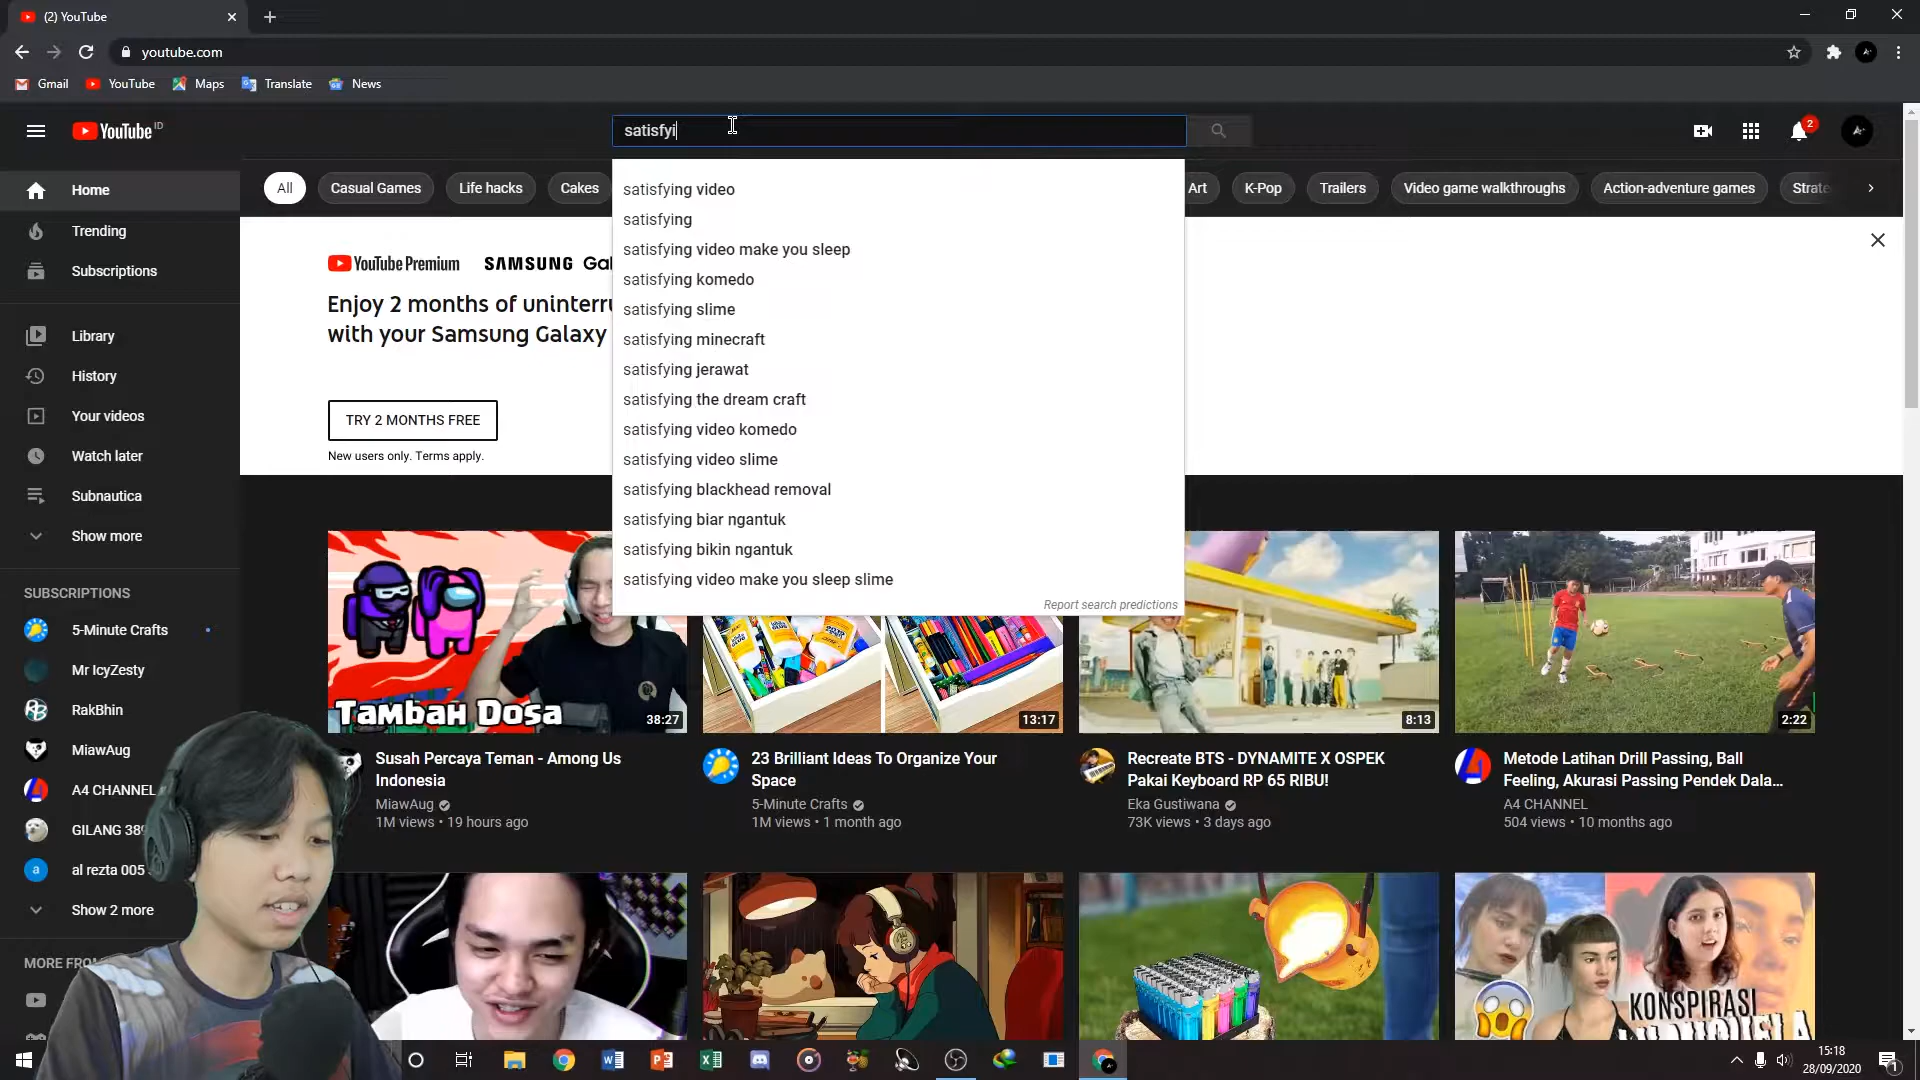 (2) YouTube
youtube.com
Gmail
YouTube
Maps
Translate
News
YouTube ID
satisfyi
2
Home
Trending
Subscriptions
Library
History
Your videos
Watch later
Subnautica
Show more
SUBSCRIPTIONS
5-Minute Crafts
Mr IcyZesty
RakBhin
MiawAug
A4 CHANNEL
GILANG 389
al rezta 005
Show 2 more
MORE FROM
All
Casual Games
Life hacks
Cakes
Art
K-Pop
Trailers
Video game walkthroughs
Action-adventure games
Strate
satisfying video
satisfying
satisfying video make you sleep
satisfying komedo
satisfying slime
satisfying minecraft
satisfying jerawat
satisfying the dream craft
satisfying video komedo
satisfying video slime
satisfying blackhead removal
satisfying biar ngantuk
satisfying bikin ngantuk
satisfying video make you sleep slime
Report search predictions
YouTube Premium SAMSUNG Gal
Enjoy 2 months of uninterru
with your Samsung Galaxy
TRY 2 MONTHS FREE
New users only. Terms apply.
Tambah Dosa
38:27
Susah Percaya Teman - Among Us
Indonesia
MiawAug
1M views • 19 hours ago
13:17
23 Brilliant Ideas To Organize Your
Space
5-Minute Crafts
1M views • 1 month ago
8:13
Recreate BTS - DYNAMITE X OSPEK
Pakai Keyboard RP 65 RIBU!
Eka Gustiwana
73K views • 3 days ago
2:22
Metode Latihan Drill Passing, Ball
Feeling, Akurasi Passing Pendek Dala...
A4 CHANNEL
504 views • 10 months ago
KONSPIRASI
15:18
28/09/2020
1